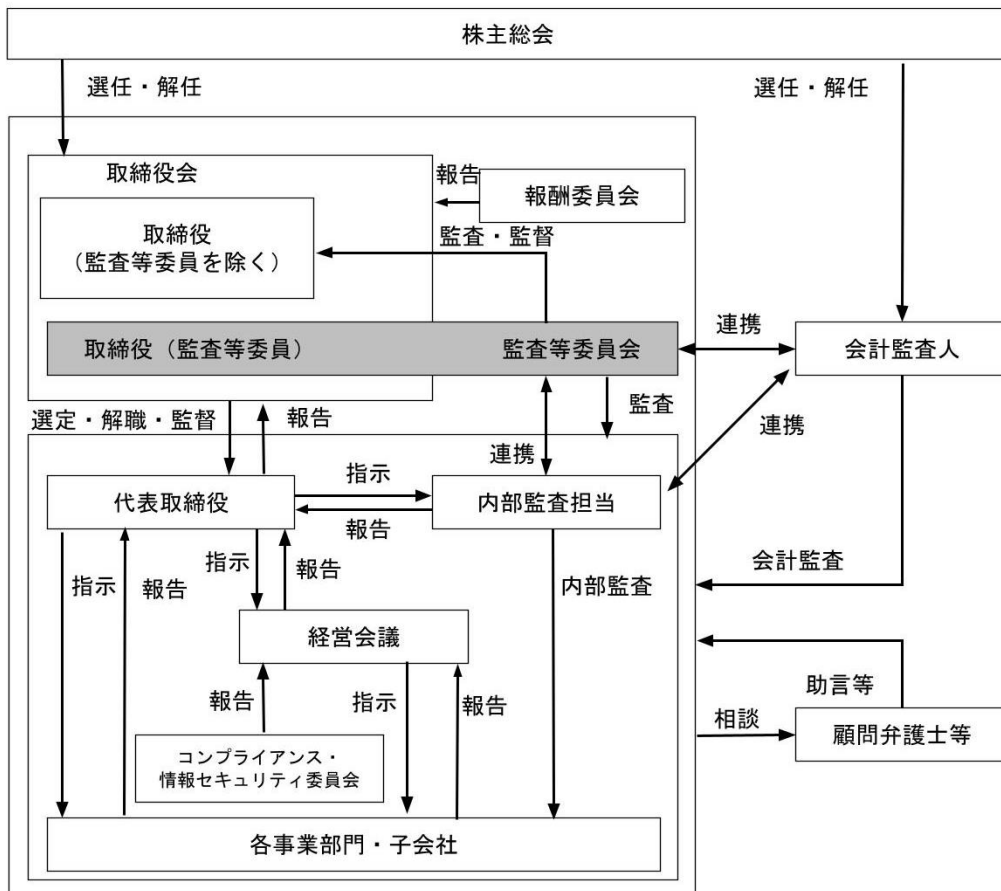 株主総会
選任・解任
選任・解任
取締役会
報告
報酬委員会
取締役
（監査等委員を除く）
監査・監督
取締役（監査等委員）
監査等委員会
連携
会計監査人
選定・解職・監督
報告
監査
連携
連携
代表取締役
指示
報告
内部監査担当
指示
報告
指示
報告
内部監査
会計監査
経営会議
報告
指示
報告
助言等
相談
顧問弁護士等
コンプライアンス・
情報セキュリティ委員会
各事業部門・子会社